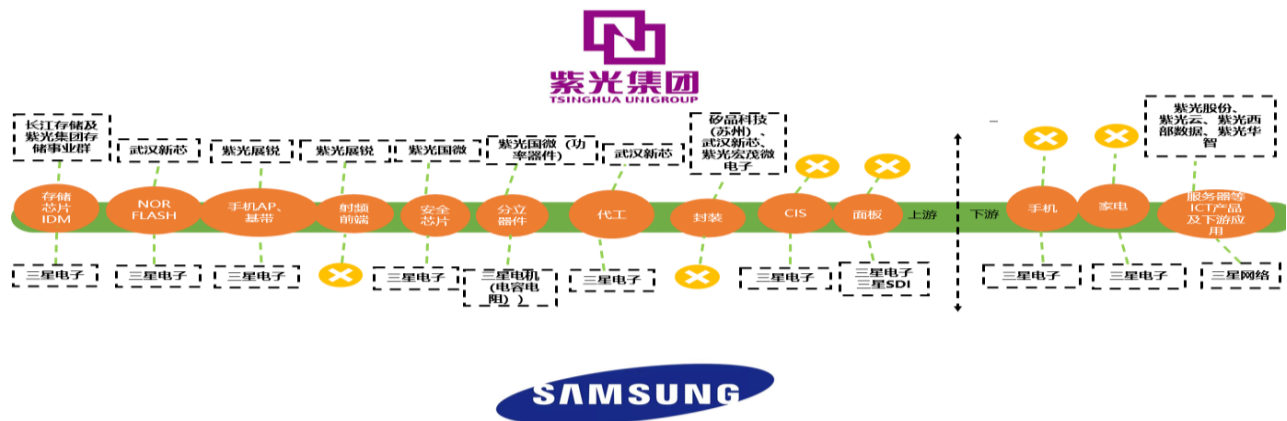 紫光集团
TSINGHUA UNIGROUP
长江存储及
紫光集团存
储事业群
武汉新芯
紫光展锐
紫光展锐
紫光国微
紫光国微（功
率器件）
武汉新芯
矽品科技
（苏州）、
武汉新芯、
紫光宏茂微
电子
紫光股份、
紫光云、紫光西
部数据、紫光华
智
存储
芯片
IDM
NOR
FLASH
手机AP、
基带
射频
前端
安全
芯片
分立
器件
代工
封装
CIS
面板
上游
下游
手机
家电
服务器等
ICT产品
及下游应
用
三星电子
三星电子
三星电子
三星电子
三星电机
(电容电
阻)）
三星电子
三星电子
三星电子
三星SDI
三星电子
三星电子
三星网络
SAMSUNG